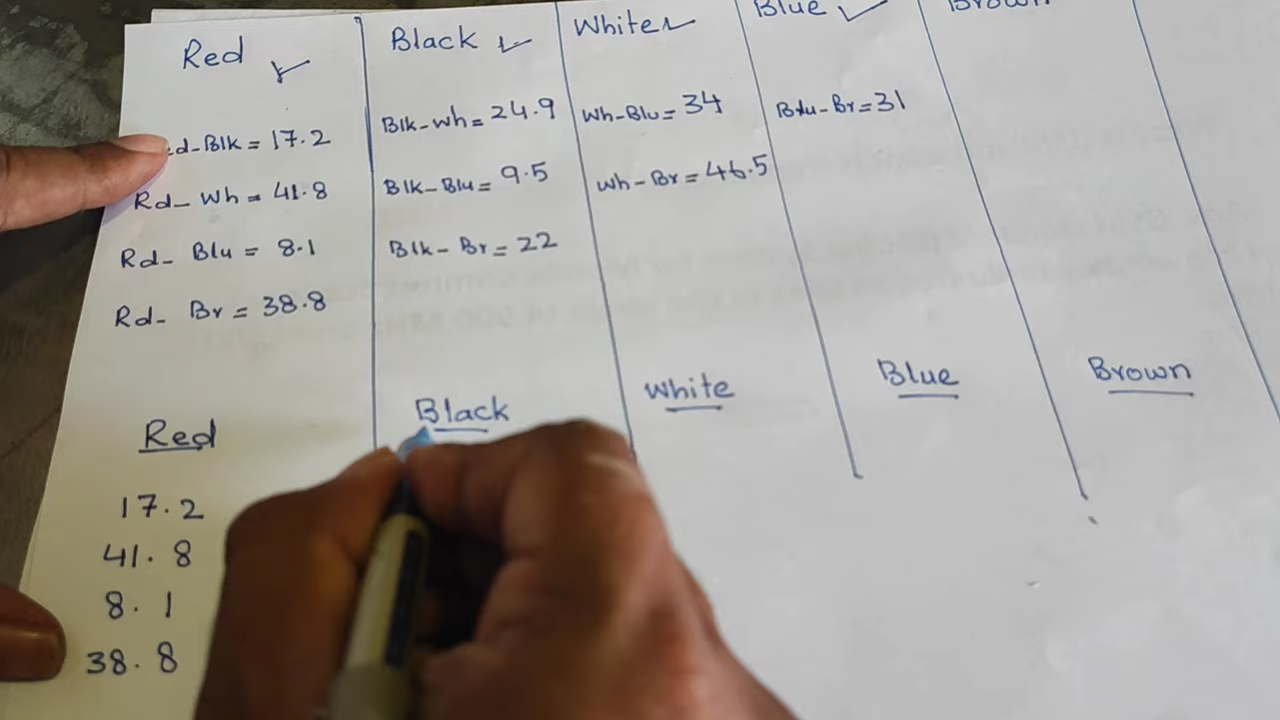 Red
Black
White
Blue
Brown
d-Blk = 17.2
Rd- Wh = 41.8
Rd- Blu = 8.1
Rd- Br = 38.8
Blk-Wh = 24.9
Blk-Blu = 9.5
Blk- Br = 22
Wh-Blu = 34
Wh-Br = 46.5
Blu-Br = 31
Red
17.2
41.8
8.1
38.8
Black
White
Blue
Brown